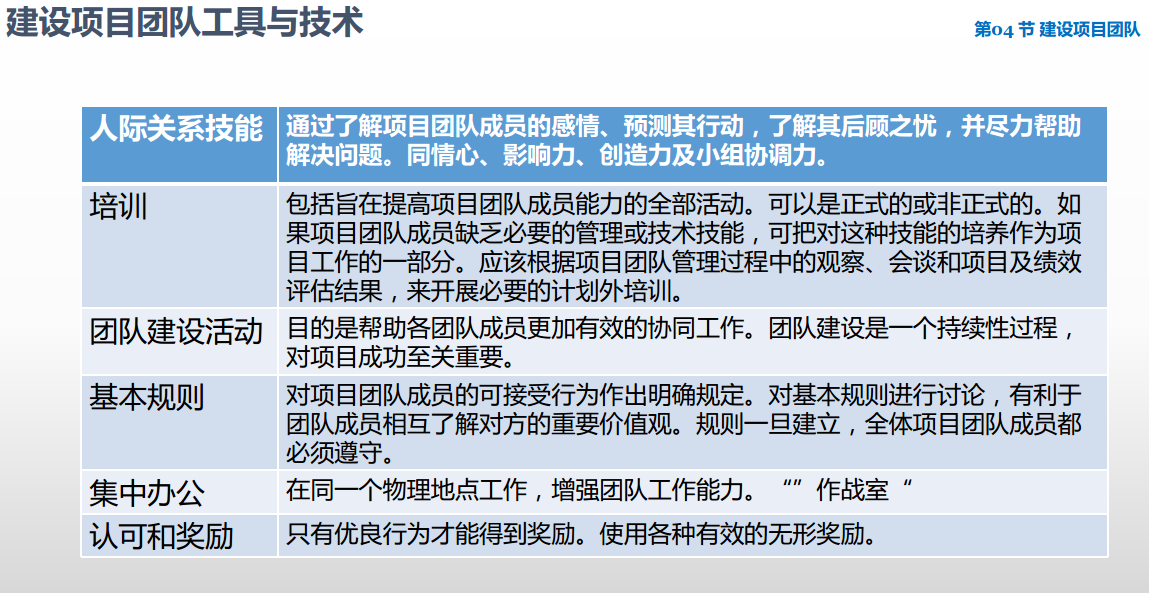 建设项目团队工具与技术
第04 节 建设项目团队
人际关系技能
通过了解项目团队成员的感情、预测其行动，了解其后顾之忧，并尽力帮助
解决问题。同情心、影响力、创造力及小组协调力。
培训
包括旨在提高项目团队成员能力的全部活动。可以是正式的或非正式的。如
果项目团队成员缺乏必要的管理或技术技能，可把对这种技能的培养作为项
目工作的一部分。应该根据项目团队管理过程中的观察、会谈和项目及绩效
评估结果，来开展必要的计划外培训。
团队建设活动
目的是帮助各团队成员更加有效的协同工作。团队建设是一个持续性过程，
对项目成功至关重要。
基本规则
对项目团队成员的可接受行为作出明确规定。对基本规则进行讨论，有利于
团队成员相互了解对方的重要价值观。规则一旦建立，全体项目团队成员都
必须遵守。
集中办公
在同一个物理地点工作，增强团队工作能力。“”作战室“
认可和奖励
只有优良行为才能得到奖励。使用各种有效的无形奖励。